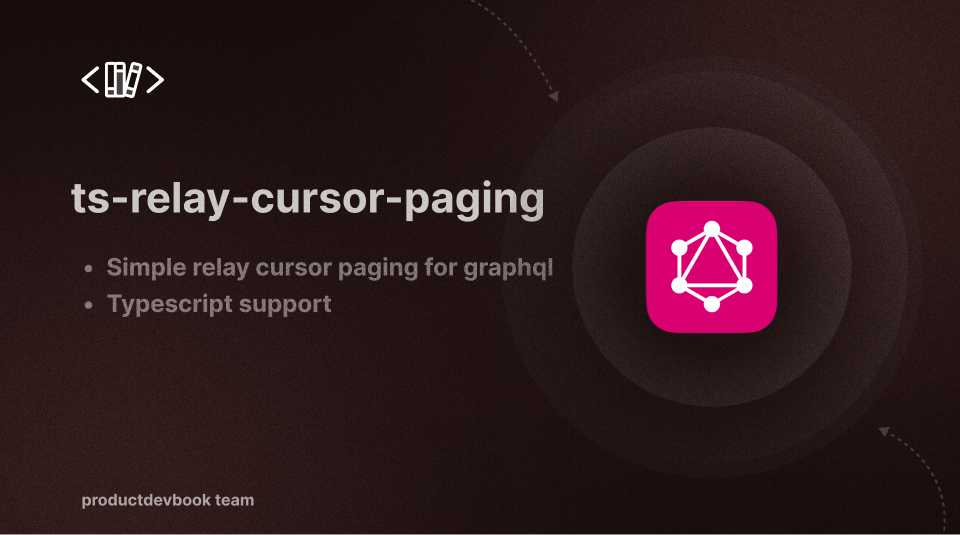 ts-relay-cursor-paging
• Simple relay cursor paging for graphql
• Typescript support
productdevbook team